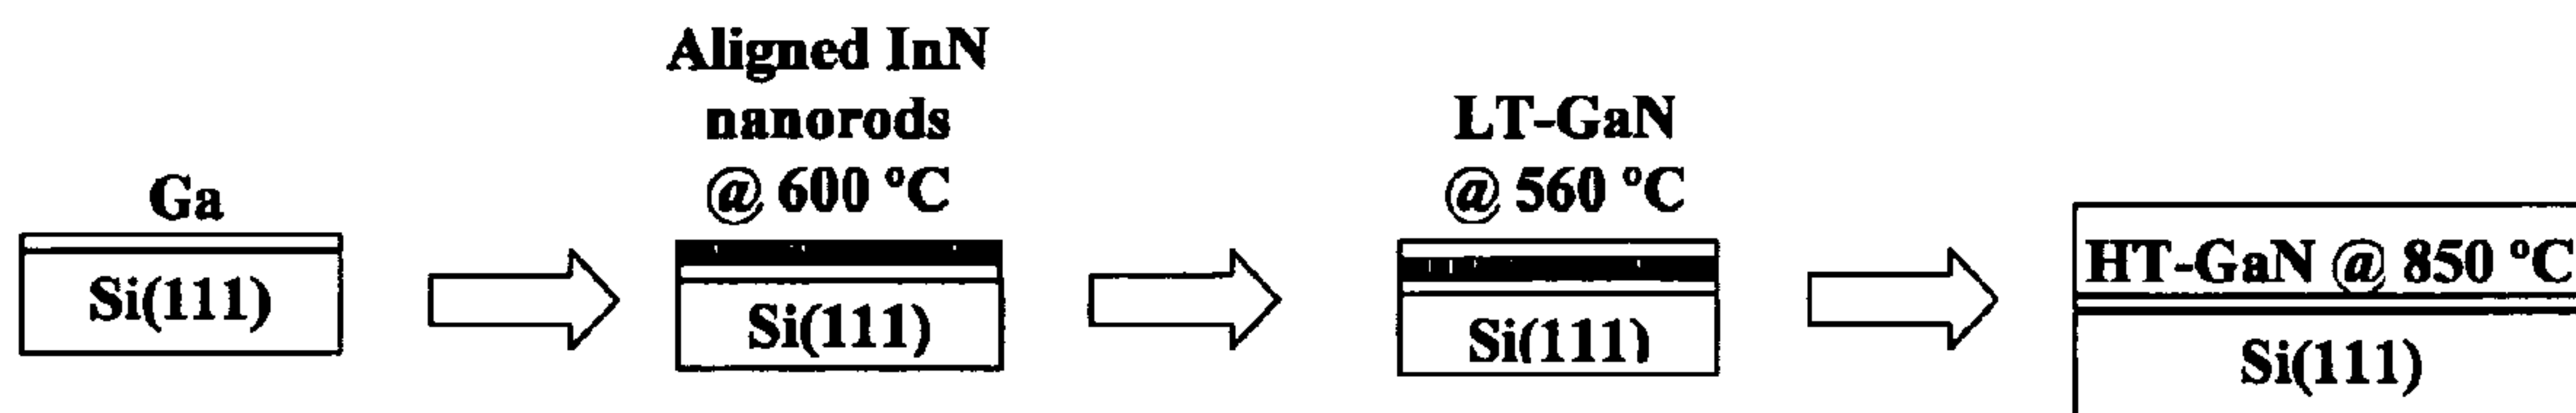 Ga
Si(111)
Aligned InN
nanorods
@ 600 °C
Si(111)
LT-GaN
@ 560 °C
Si(111)
HT-GaN @ 850 °C
Si(111)